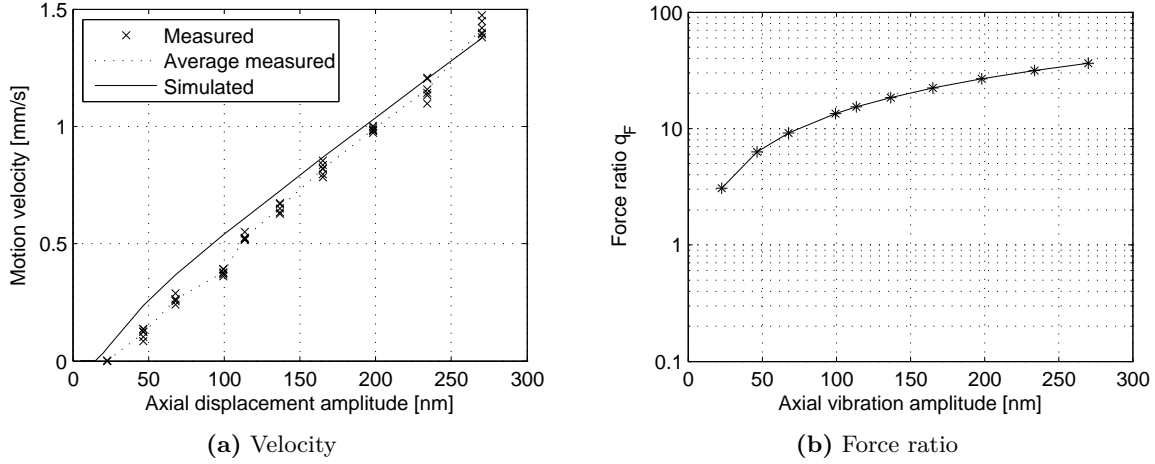 1.5
1
0.5
0
Motion velocity [mm/s]
Measured
Average measured
Simulated
0 50 100 150 200 250 300
Axial displacement amplitude [nm]
(a) Velocity
100
10
1
0.1
Force ratio q_F
0 50 100 150 200 250 300
Axial vibration amplitude [nm]
(b) Force ratio